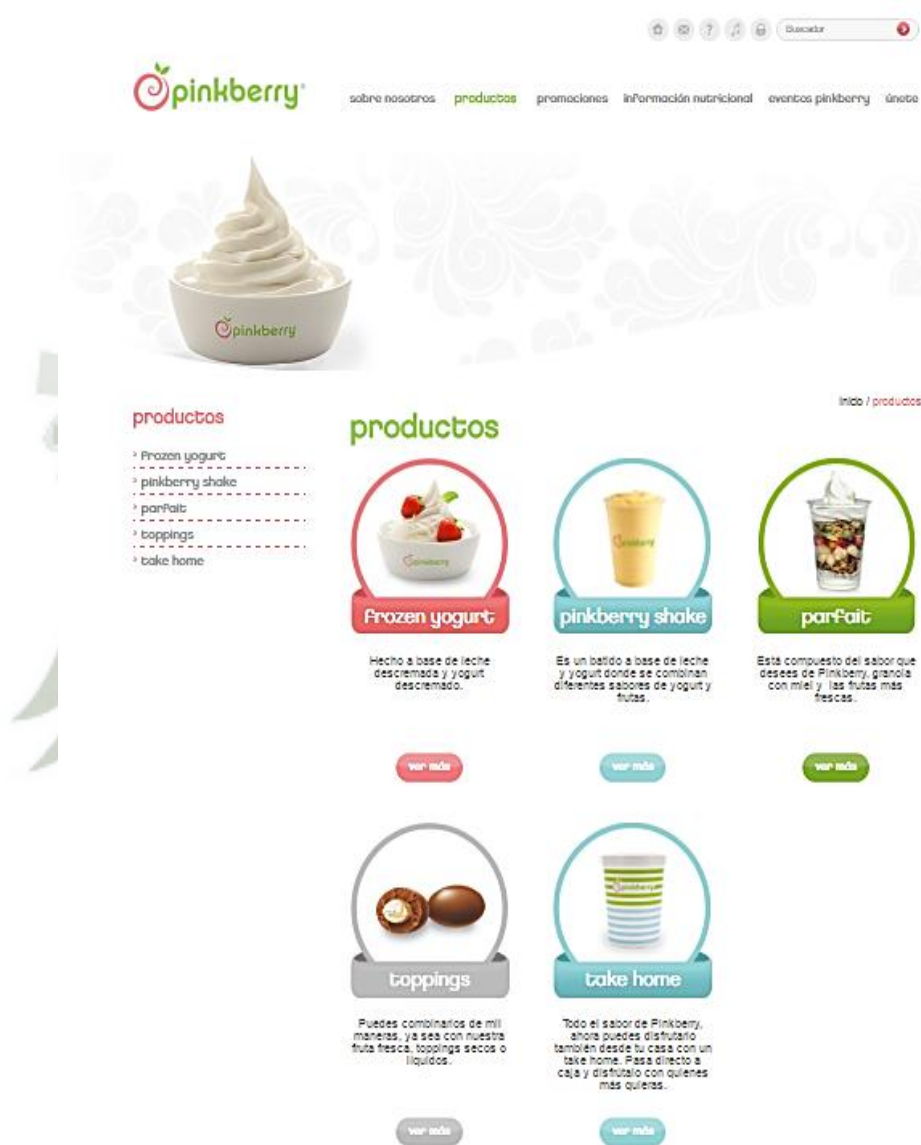 Buscador
pinkberry®
sobre nosotros productos promociones información nutricional eventos pinkberry únete
pinkberry
inicio / productos
productos
> frozen yogurt
> pinkberry shake
> parfait
> toppings
> take home
productos
pinkberry
pinkberry
frozen yogurt
pinkberry shake
parfait
Hecho a base de leche
descremada y yogurt
descremado.
Es un batido a base de leche
y yogurt donde se combinan
diferentes sabores de yogurt y
frutas.
Está compuesto del sabor que
desees de Pinkberry, granola
con miel y las frutas más
frescas.
ver más
ver más
ver más
pinkberry
toppings
take home
Puedes combinarlos de mil
maneras, ya sea con nuestra
fruta fresca, toppings secos o
líquidos.
Todo el sabor de Pinkberry,
ahora puedes disfrutarlo
también desde tu casa con un
take home. Pasa directo a
caja y disfrútalo con quienes
más quieras.
ver más
ver más